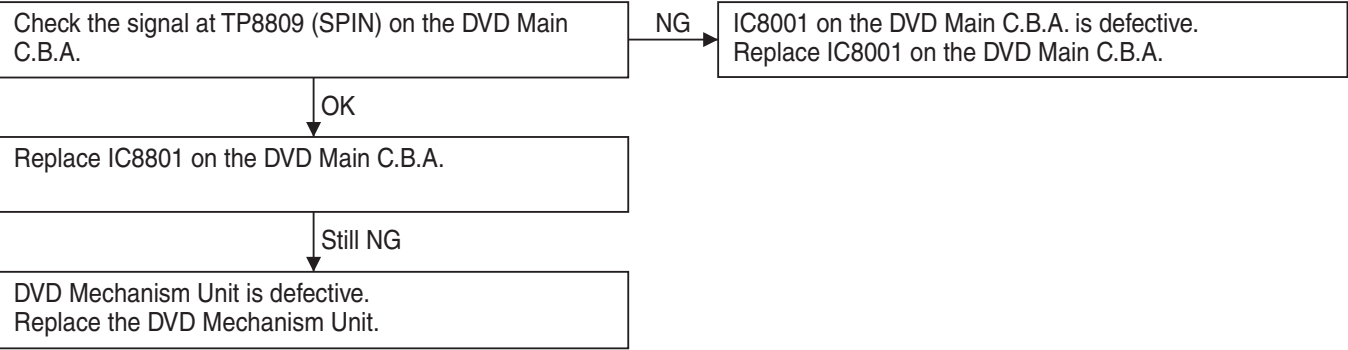 Check the signal at TP8809 (SPIN) on the DVD Main
C.B.A.
NG
IC8001 on the DVD Main C.B.A. is defective.
Replace IC8001 on the DVD Main C.B.A.
OK
Replace IC8801 on the DVD Main C.B.A.
Still NG
DVD Mechanism Unit is defective.
Replace the DVD Mechanism Unit.